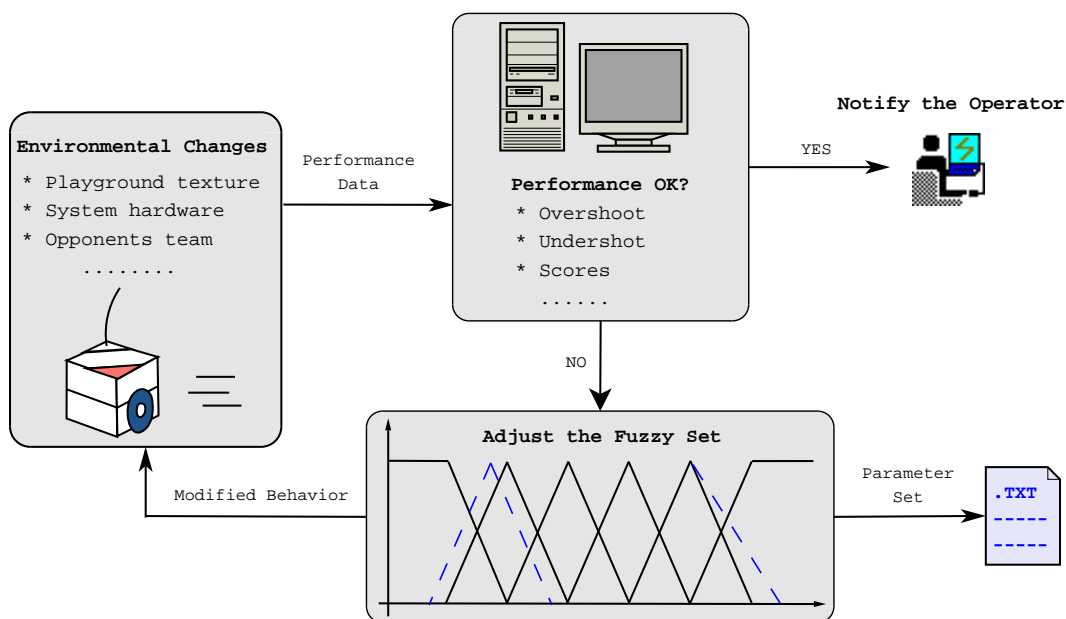 Environmental Changes
* Playground texture
* System hardware
* Opponents team
........
Performance
Data
Performance OK?
* Overshoot
* Undershot
* Scores
......
YES
Notify the Operator
NO
Adjust the Fuzzy Set
Modified Behavior
Parameter
Set
.TXT
-----
-----